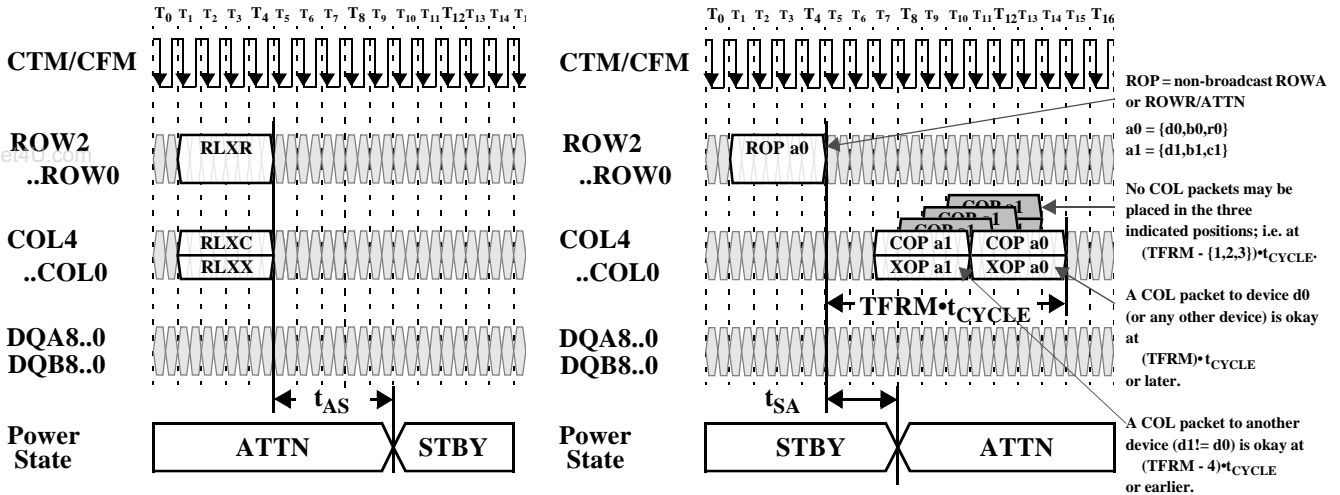 T0 T1 T2 T3 T4 T5 T6 T7 T8 T9 T10 T11 T12 T13 T14
CTM/CFM
ROW2
..ROW0
RLXR
COL4
..COL0
RLXC
RLXX
DQA8..0
DQB8..0
tAS
Power
State
ATTN
STBY
T0 T1 T2 T3 T4 T5 T6 T7 T8 T9 T10 T11 T12 T13 T14 T15 T16
CTM/CFM
ROW2
..ROW0
ROP a0
COL4
..COL0
COP a1
COP a1
COP a1
COP a1
COP a0
XOP a1
XOP a0
TFRM•tCYCLE
DQA8..0
DQB8..0
tSA
Power
State
STBY
ATTN
ROP = non-broadcast ROWA
or ROWR/ATTN
a0 = {d0,b0,r0}
a1 = {d1,b1,c1}
No COL packets may be
placed in the three
indicated positions; i.e. at
(TFRM - {1,2,3})•tCYCLE.
A COL packet to device d0
(or any other device) is okay
at
(TFRM)•tCYCLE
or later.
A COL packet to another
device (d1!= d0) is okay at
(TFRM - 4)•tCYCLE
or earlier.
et4U.com